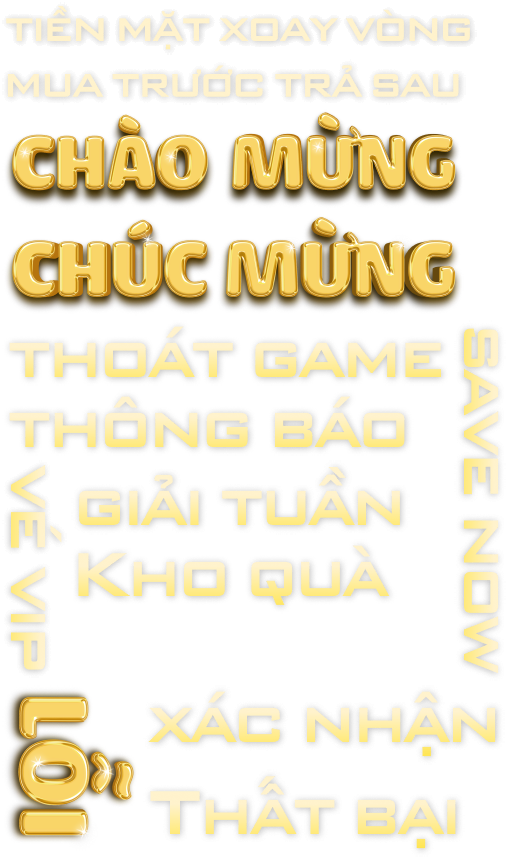 TIỀN MẶT XOAY VÒNG
MUA TRƯỚC TRẢ SAU
CHÀO MỪNG
CHÚC MỪNG
THOÁT GAME
SAVE NOW
THÔNG BÁO
VÉ VIP
GIẢI TUẦN
KHO QUÀ
XÁC NHẬN
LỖI
THẤT BẠI